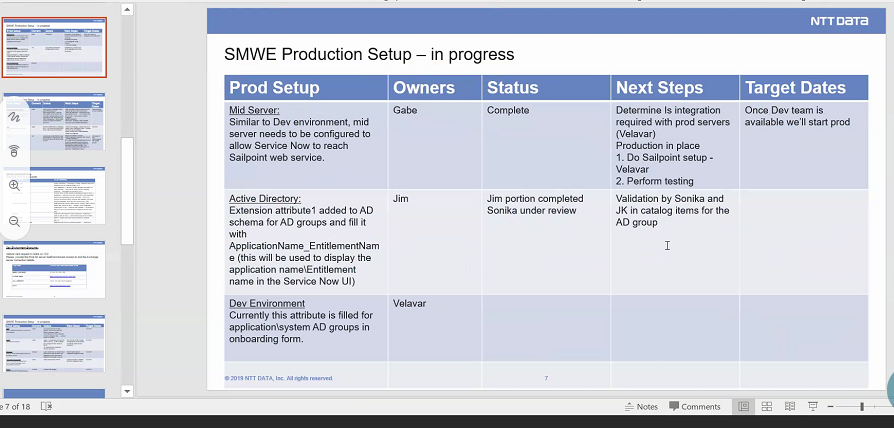 NTT DATA
SMWE Production Setup – in progress
Prod Setup
Owners
Status
Next Steps
Target Dates
Mid Server:
Similar to Dev environment, mid
server needs to be configured to
allow Service Now to reach
Sailpoint web service.
Gabe
Complete
Determine Is integration
required with prod servers
(Velavar)
Production in place
1. Do Sailpoint setup -
Velavar
2. Perform testing
Once Dev team is
available we'll start prod
Active Directory:
Extension attribute1 added to AD
schema for AD groups and fill it
with
ApplicationName_EntitlementNam
e (this will be used to display the
application name\Entitlement
name in the Service Now UI)
Jim
Jim portion completed
Sonika under review
Validation by Sonika and
JK in catalog items for the
AD group
Dev Environment
Currently this attribute is filled for
application\system AD groups in
onboarding form.
Velavar
© 2019 NTT DATA, Inc. All rights reserved.
7
e 7 of 18
Notes
Comments